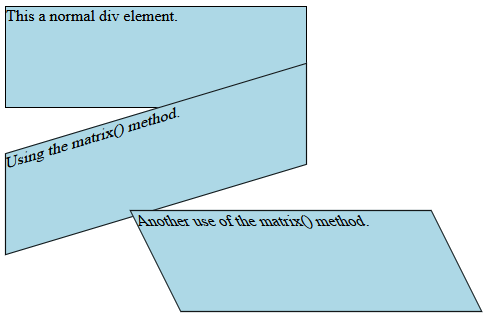 This a normal div element.
Using the matrix() method.
Another use of the matrix() method.